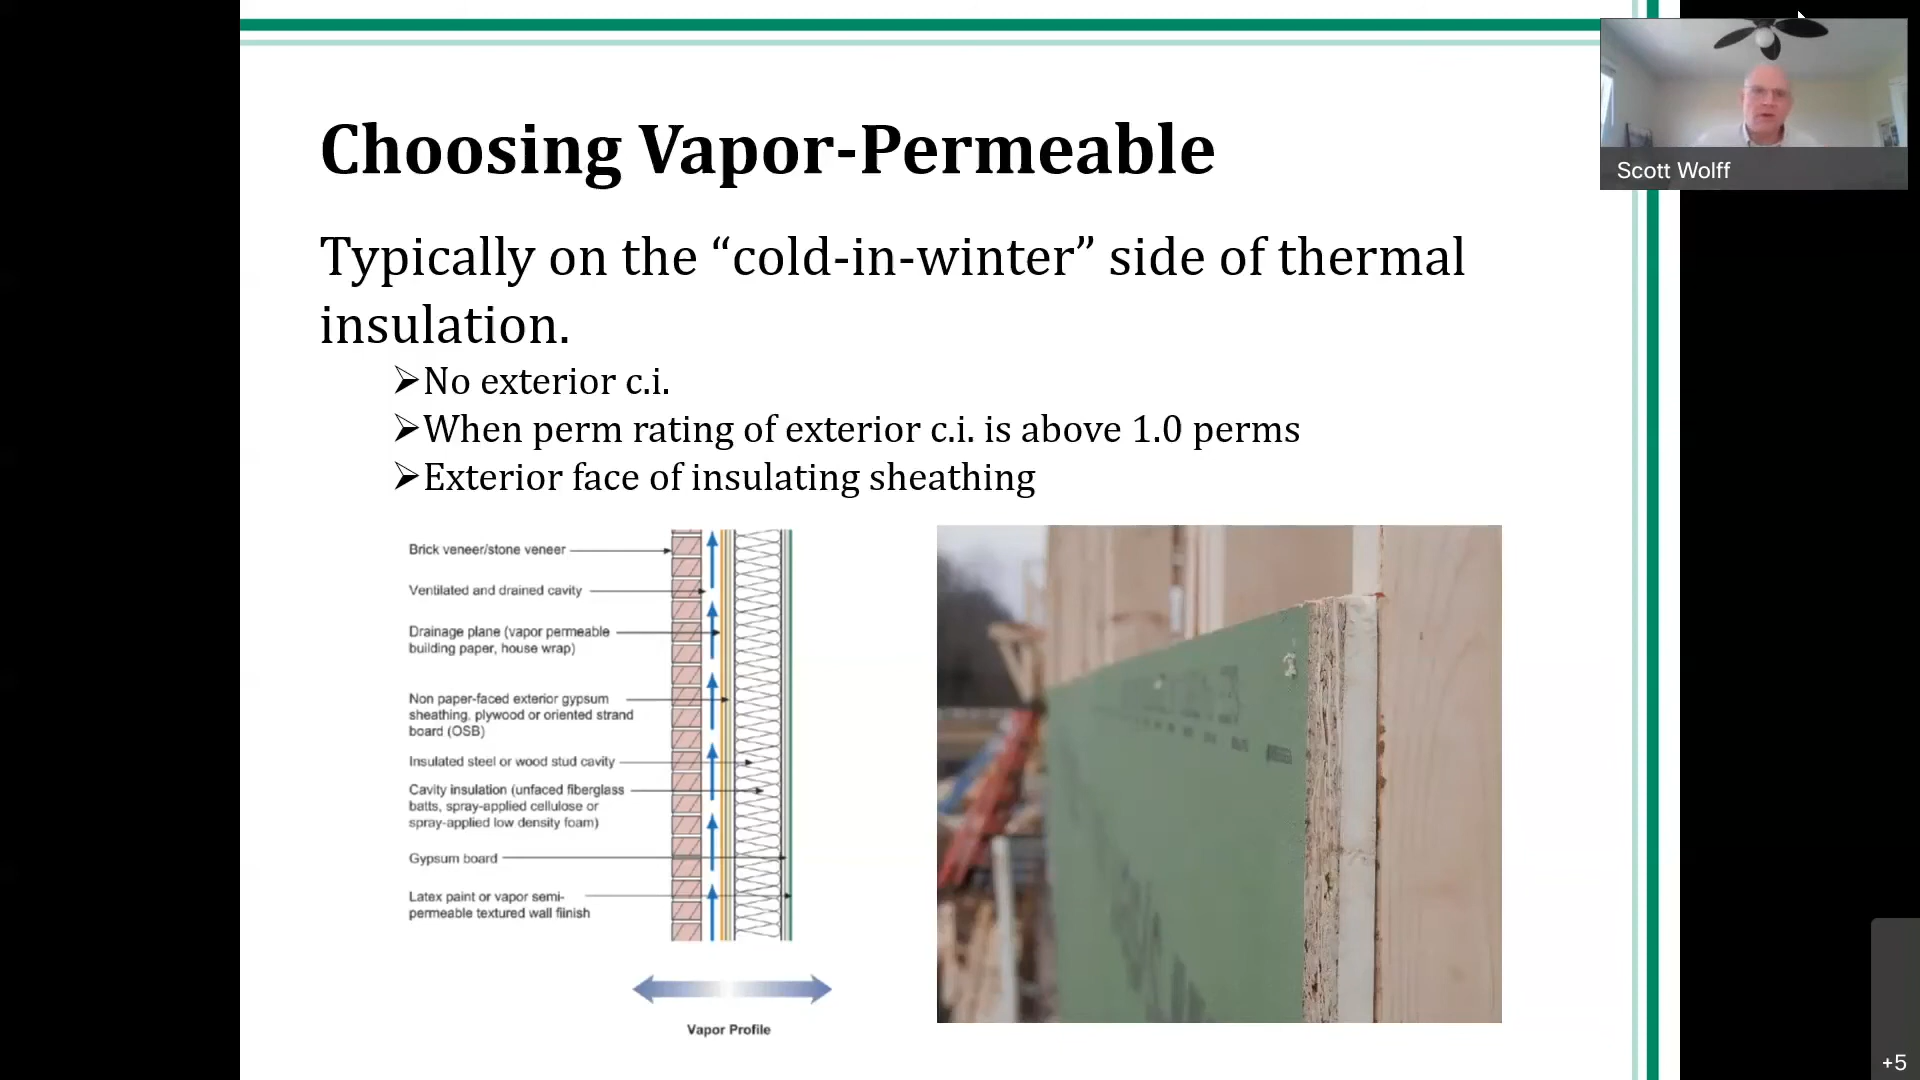 Choosing Vapor-Permeable
Scott Wolff
Typically on the “cold-in-winter” side of thermal
insulation.
➢No exterior c.i.
➢When perm rating of exterior c.i. is above 1.0 perms
➢Exterior face of insulating sheathing
Brick veneer/stone veneer
Ventilated and drained cavity
Drainage plane (vapor permeable
building paper, house wrap)
Non paper-faced exterior gypsum
sheathing, plywood or oriented strand
board (OSB)
Insulated steel or wood stud cavity
Cavity insulation (unfaced fiberglass
batts, spray-applied cellulose or
spray-applied low density foam)
Gypsum board
Latex paint or vapor semi-
permeable textured wall fiinish
Vapor Profile
+5